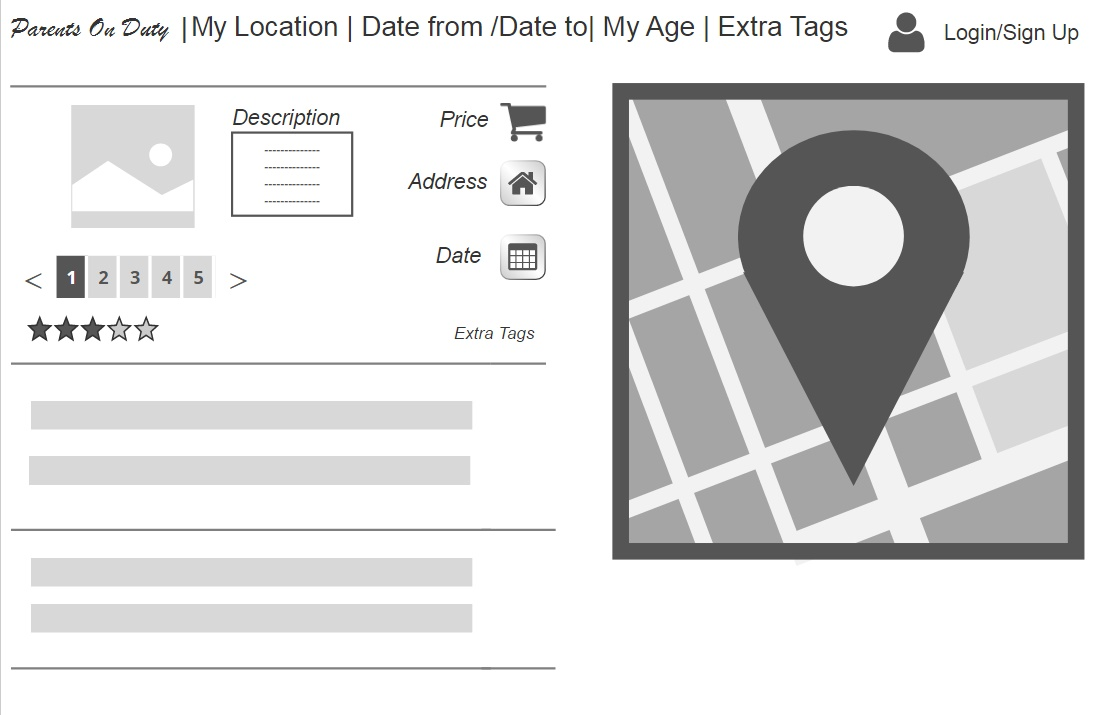 Parents On Duty |My Location | Date from /Date to| My Age | Extra Tags
Login/Sign Up
Description
Price
Address
Date
< 1 2 3 4 5 >
Extra Tags